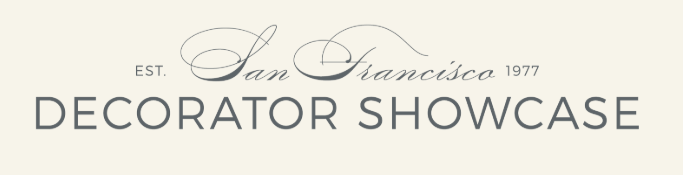 EST. San Francisco 1977
DECORATOR SHOWCASE